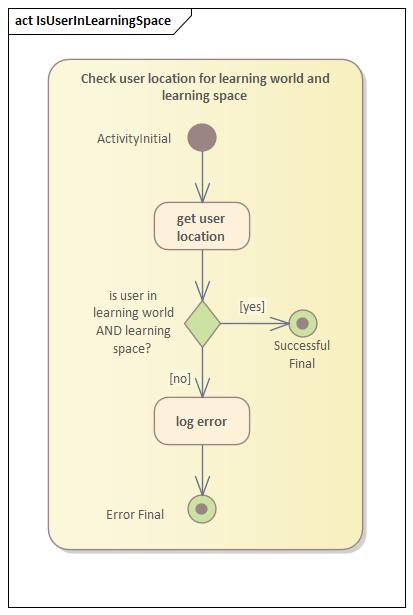 act IsUserInLearningSpace
Check user location for learning world and
learning space
ActivityInitial
get user
location
is user in
learning world
AND learning
space?
[yes]
Successful
Final
[no]
log error
Error Final